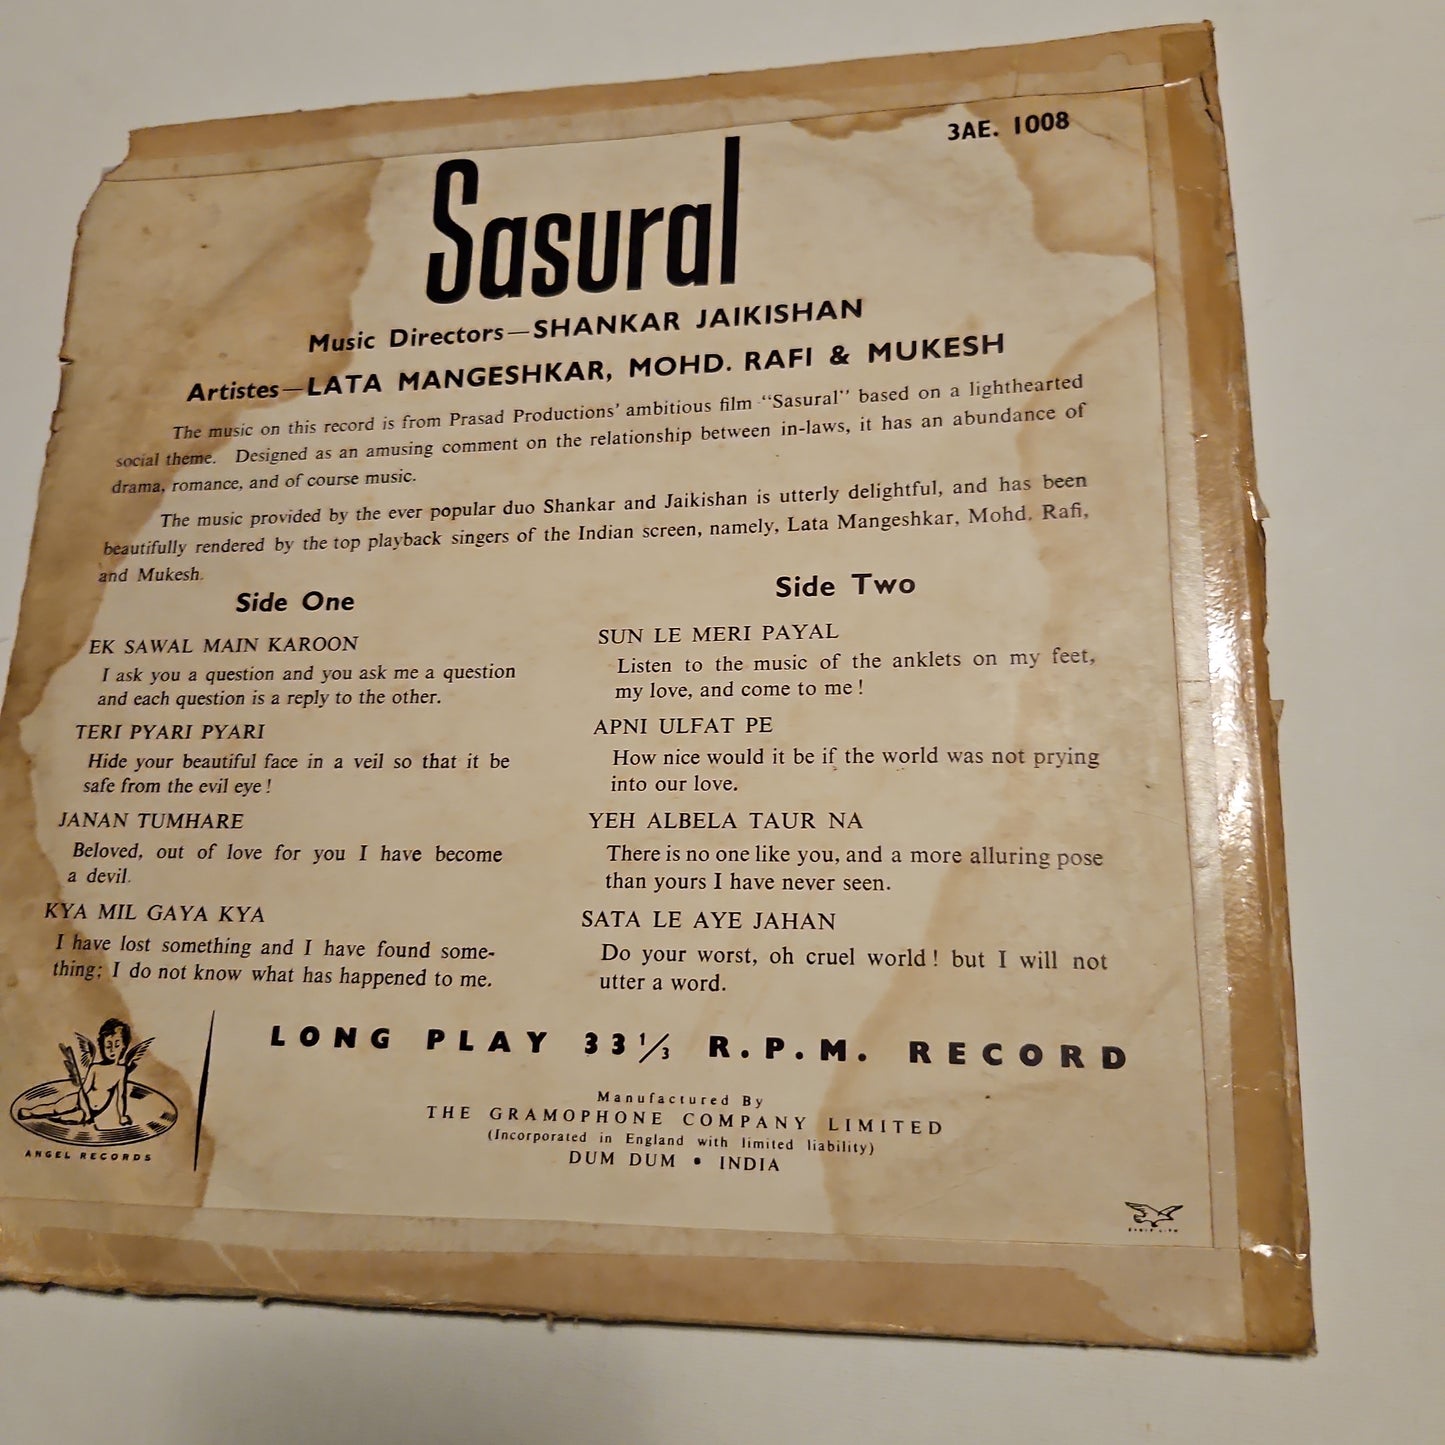 3AE. 1008
Sasural
Music Directors—SHANKAR JAIKISHAN
Artistes—LATA MANGESHKAR, MOHD. RAFI & MUKESH
The music on this record is from Prasad Productions' ambitious film "Sasural" based on a lighthearted
social theme. Designed as an amusing comment on the relationship between in-laws, it has an abundance of
drama, romance, and of course music.
The music provided by the ever popular duo Shankar and Jaikishan is utterly delightful, and has been
beautifully rendered by the top playback singers of the Indian screen, namely, Lata Mangeshkar, Mohd. Rafi,
and Mukesh.
Side One
EK SAWAL MAIN KAROON
I ask you a question and you ask me a question
and each question is a reply to the other.
TERI PYARI PYARI
Hide your beautiful face in a veil so that it be
safe from the evil eye !
JANAN TUMHARE
Beloved, out of love for you I have become
a devil.
KYA MIL GAYA KYA
I have lost something and I have found some-
thing; I do not know what has happened to me.
Side Two
SUN LE MERI PAYAL
Listen to the music of the anklets on my feet,
my love, and come to me !
APNI ULFAT PE
How nice would it be if the world was not prying
into our love.
YEH ALBELA TAUR NA
There is no one like you, and a more alluring pose
than yours I have never seen.
SATA LE AYE JAHAN
Do your worst, oh cruel world ! but I will not
utter a word.
LONG PLAY 33 1/3 R.P.M. RECORD
ANGEL RECORDS
Manufactured By
THE GRAMOPHONE COMPANY LIMITED
(Incorporated in England with limited liability)
DUM DUM • INDIA